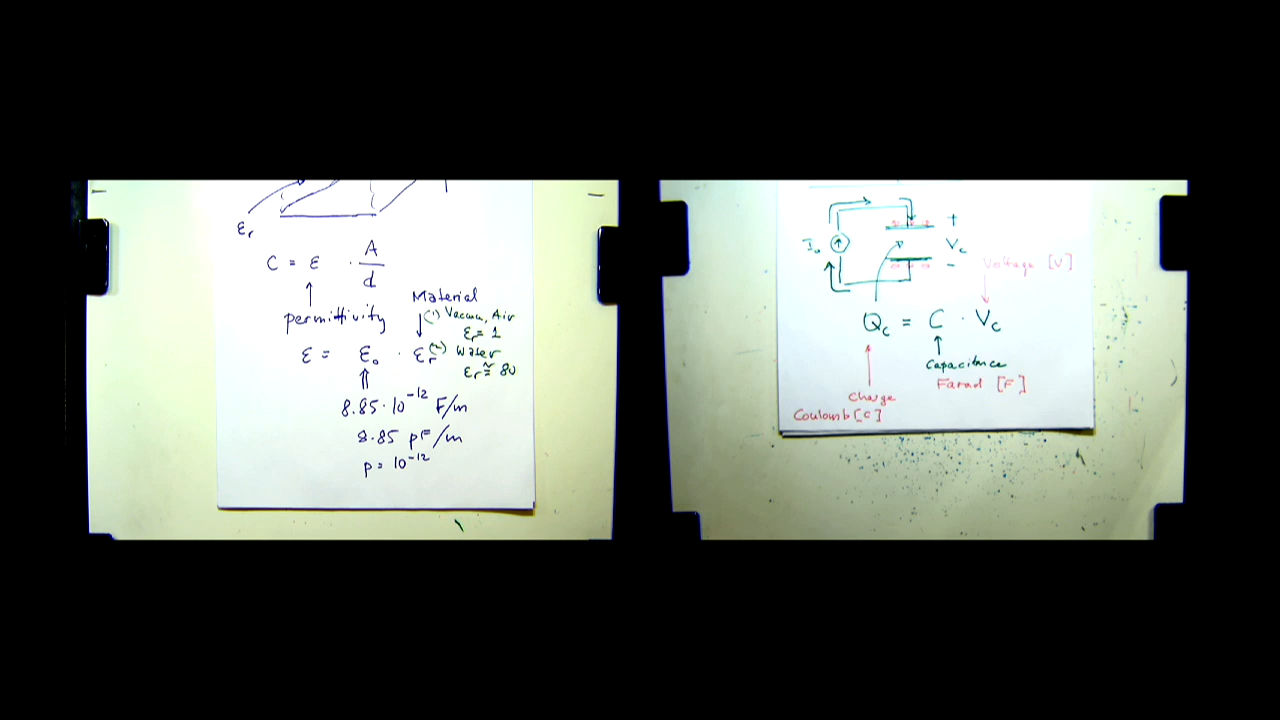 εr
C = ε · A/d
permittivity
Material
(1) Vacuum, Air
εr = 1
ε = ε₀ · εr
(2) Water
εr ≅ 80
8.85 · 10⁻¹² F/m
8.85 pF/m
p = 10⁻¹²
+
I₀
Vc
-
Voltage [V]
Qc = C · Vc
Capacitance
Farad [F]
Charge
Coulomb [C]